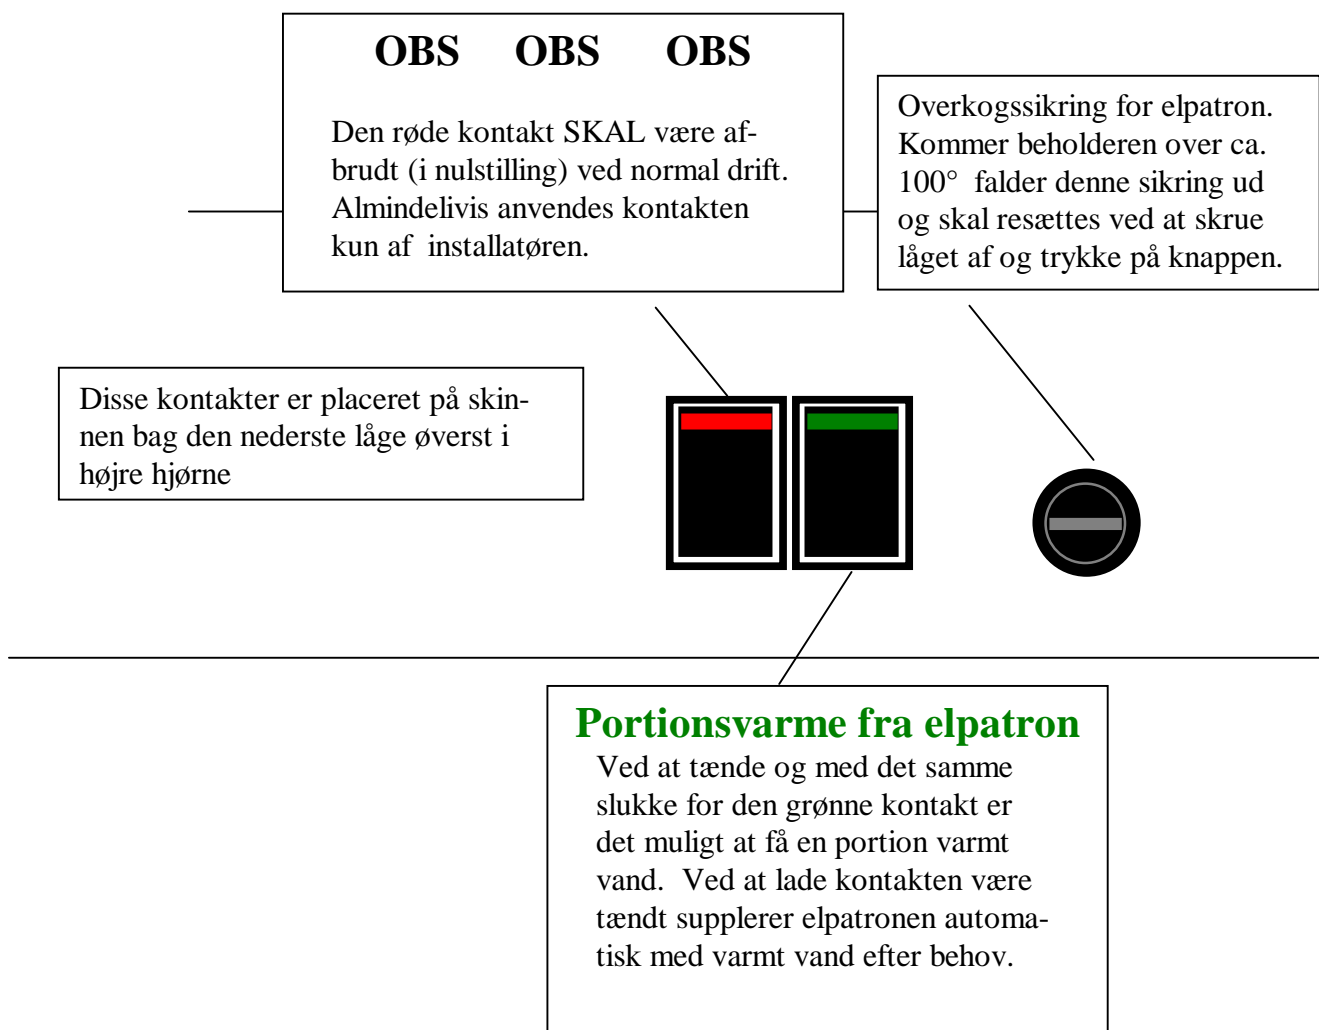 OBS OBS OBS
Den røde kontakt SKAL være af-
brudt (i nulstilling) ved normal drift.
Almindelivis anvendes kontakten
kun af installatøren.
Overkogssikring for elpatron.
Kommer beholderen over ca.
100° falder denne sikring ud
og skal resættes ved at skrue
låget af og trykke på knappen.
Disse kontakter er placeret på skin-
nen bag den nederste låge øverst i
højre hjørne
Portionsvarme fra elpatron
Ved at tænde og med det samme
slukke for den grønne kontakt er
det muligt at få en portion varmt
vand. Ved at lade kontakten være
tændt supplerer elpatronen automa-
tisk med varmt vand efter behov.